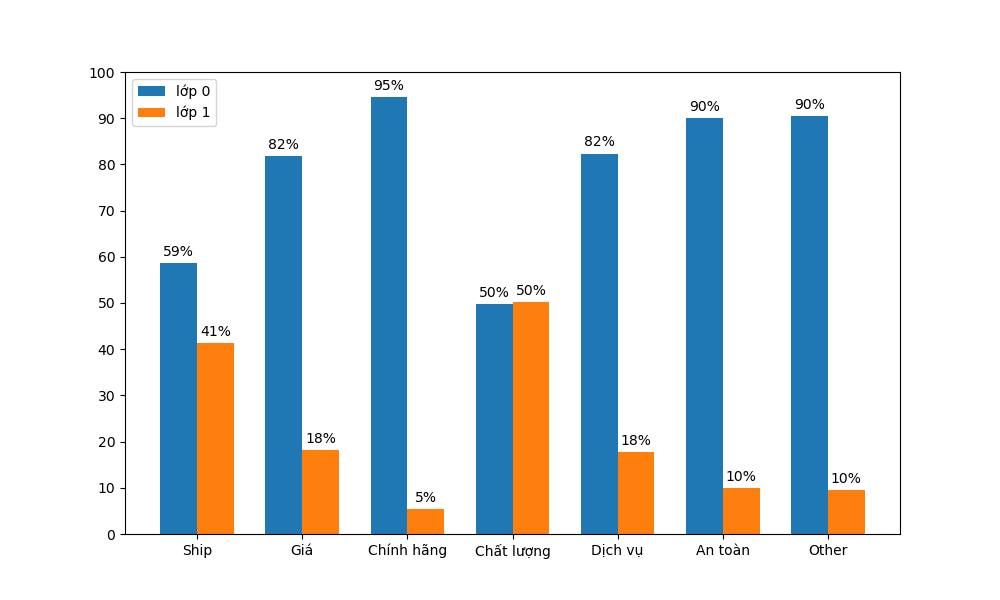 lớp 0
lớp 1
100
90
80
70
60
50
40
30
20
10
0
59%
41%
82%
18%
95%
5%
50%
50%
82%
18%
90%
10%
90%
10%
Ship
Giá
Chính hãng
Chất lượng
Dịch vụ
An toàn
Other